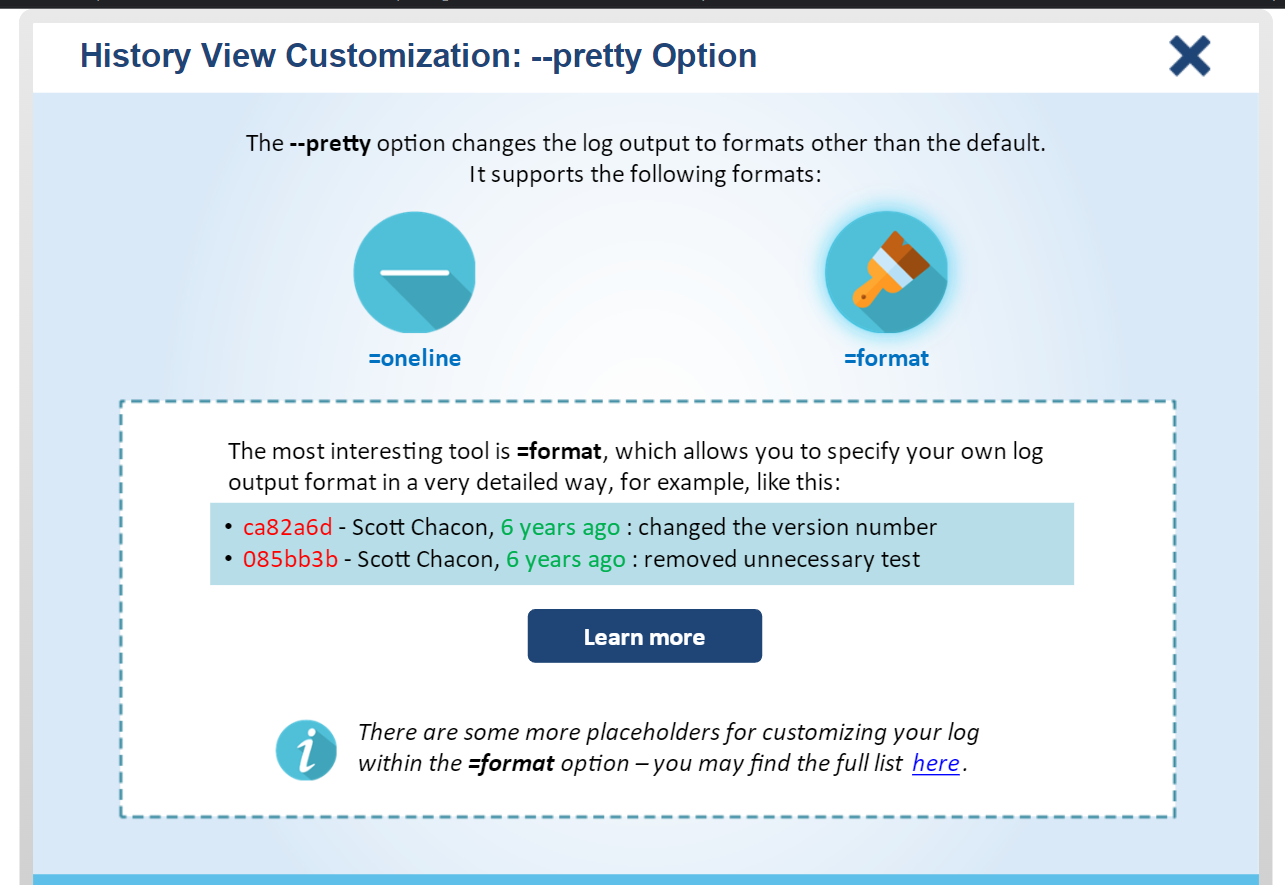 History View Customization: --pretty Option
The --pretty option changes the log output to formats other than the default.
It supports the following formats:
=oneline
=format
The most interesting tool is =format, which allows you to specify your own log
output format in a very detailed way, for example, like this:
• ca82a6d - Scott Chacon, 6 years ago : changed the version number
• 085bb3b - Scott Chacon, 6 years ago : removed unnecessary test
Learn more
There are some more placeholders for customizing your log
within the =format option – you may find the full list here.